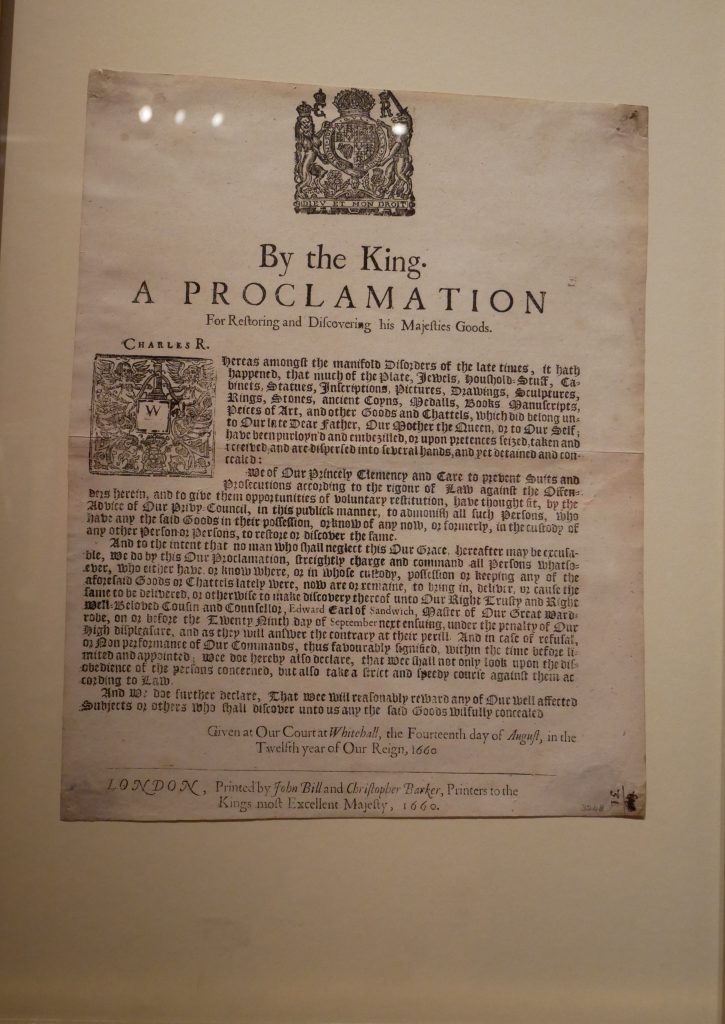 C R
DIEV ET MON DROIT
By the King.
A PROCLAMATION
For Reſtoring and Diſcovering his Majeſties Goods.
CHARLES R.
WHereas amongſt the manifold Diſorders of the late times, it hath
happened, that much of the Plate, Jewels, Houſhold-Stuff, Ca-
binets, Statues, Inſcriptions, Pictures, Drawings, Sculptures,
Rings, Stones, ancient Coyns, Medalls, Books Manuſcripts,
Peices of Art, and other Goods and Chattels, which did belong un-
to Our late Dear Father, Our Mother the Queen, or to Our Self,
have been purloyn'd and embezilled, or upon pretences ſeized, taken and
received, and are diſperſed into ſeveral hands, and yet detained and con-
cealed:
We of Our Princely Clemency and Care to prevent Suits and
Proſecutions according to the rigour of Law againſt the Offen-
ders herein, and to give them opportunities of voluntary reſtitution, have thought fit, by the
Advice of Our Privy Council, in this publick manner, to admoniſh all ſuch Perſons, who
have any the ſaid Goods in their poſſeſſion, or know of any now, or formerly, in the cuſtody of
any other Perſon or Perſons, to reſtore or diſcover the ſame.
And to the intent that no man who ſhall neglect this Our Grace, hereafter may be excuſa-
ble, We do by this Our Proclamation, ſtreightly charge and command all Perſons whatſo-
ever, who either have or know where, or in whoſe cuſtody, poſſeſſion or keeping any of the
aforeſaid Goods or Chattels lately were, now are or remaine, to bring in, deliver, or cauſe the
ſame to be delivered, or otherwiſe to make diſcovery thereof unto Our Right Truſty and Right
Well-Beloved Couſin and Counſellor, Edward Earl of Sandwich, Maſter of Our Great Ward-
robe, on or before the Twenty Ninth day of September next enſuing, under the penalty of Our
High diſpleaſure, and as they will anſwer the contrary at their perill. And in caſe of refuſal,
or Non performance of Our Commands, thus favourably ſignified, within the time before li-
mited and appointed; Wee doe hereby alſo declare, that Wee ſhall not only look upon the diſ-
obedience of the perſons concerned, but alſo take a ſtrict and ſpeedy courſe againſt them ac
cording to Law.
And We doe further declare, That Wee will reaſonably reward any of Our well affected
Subjects or others who ſhall diſcover unto us any the ſaid Goods wilfully concealed
Given at Our Court at Whitehall, the Fourteenth day of Auguſt, in the
Twelfth year of Our Reign, 1660
LONDON, Printed by John Bill and Chriſtopher Barker, Printers to the
Kings moſt Excellent Majeſty, 1660.